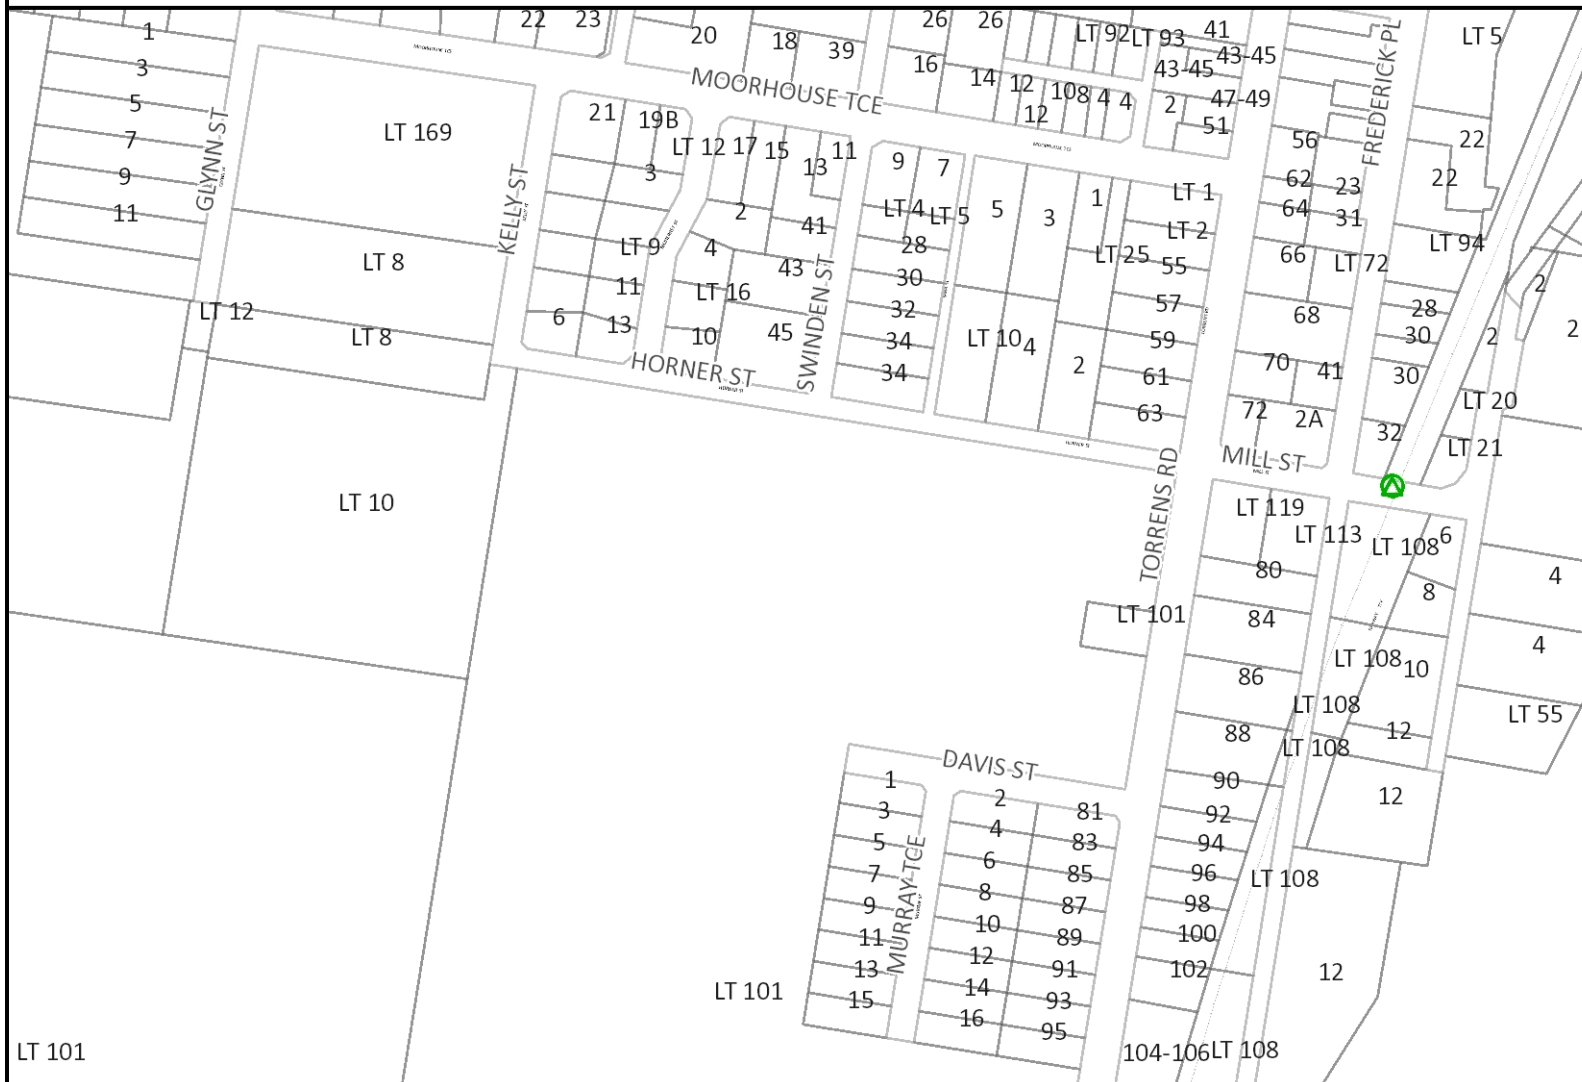 22
23
26
26
LT 92
LT 93
41
LT 5
1
20
18
39
43-45
3
MOORHOUSE TCE
16
14
12
10
8
4
4
43-45
2
47-49
FREDERICK PL
5
GLYNN ST
LT 169
21
19B
12
51
7
LT 12
17
15
13
11
9
7
56
22
9
KELLY ST
3
1
LT 1
62
23
22
11
2
41
LT 4
LT 5
5
3
LT 2
64
31
LT 8
LT 9
4
43
28
LT 25
55
66
LT 72
LT 94
LT 12
11
LT 16
SWINDEN ST
30
57
68
28
2
LT 8
6
13
10
45
32
34
LT 10
4
59
30
2
2
HORNER ST
34
2
61
70
41
30
63
72
2A
32
LT 20
LT 10
TORRENS RD
MILL ST
LT 21
LT 119
LT 113
LT 108
6
80
8
4
LT 101
84
4
86
LT 108
10
LT 108
LT 55
88
LT 108
12
DAVIS ST
1
2
81
90
12
3
4
83
92
5
6
85
94
7
MURRAY TCE
8
87
96
LT 108
9
10
89
98
11
12
91
100
13
14
93
102
12
LT 101
15
16
95
LT 101
104-106
LT 108